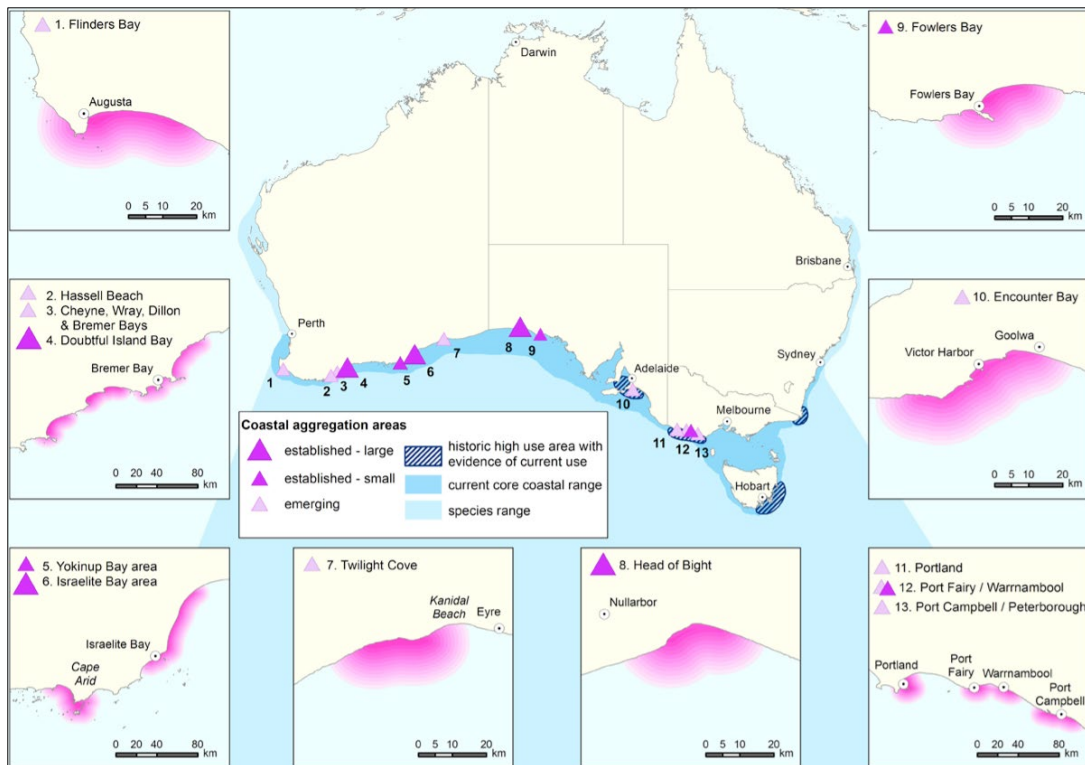 1. Flinders Bay
Augusta
0 5 10 20
km
2. Hassell Beach
3. Cheyne, Wray, Dillon
& Bremer Bays
4. Doubtful Island Bay
Bremer Bay
0 20 40 80
km
5. Yokinup Bay area
6. Israelite Bay area
Israelite Bay
Cape
Arid
0 20 40 80
km
7. Twilight Cove
Kanidal
Beach
Eyre
0 5 10 20
km
8. Head of Bight
Nullarbor
0 5 10 20
km
9. Fowlers Bay
Fowlers Bay
0 5 10 20
km
10. Encounter Bay
Goolwa
Victor Harbor
0 5 10 20
km
11. Portland
12. Port Fairy / Warrnambool
13. Port Campbell / Peterborough
Portland
Port
Fairy
Warrnambool
Port
Campbell
0 20 40 80
km
Darwin
Brisbane
Perth
Sydney
Adelaide
Melbourne
Hobart
1
2
3
4
5
6
7
8
9
10
11
12
13
Coastal aggregation areas
established - large
established - small
emerging
historic high use area with
evidence of current use
current core coastal range
species range